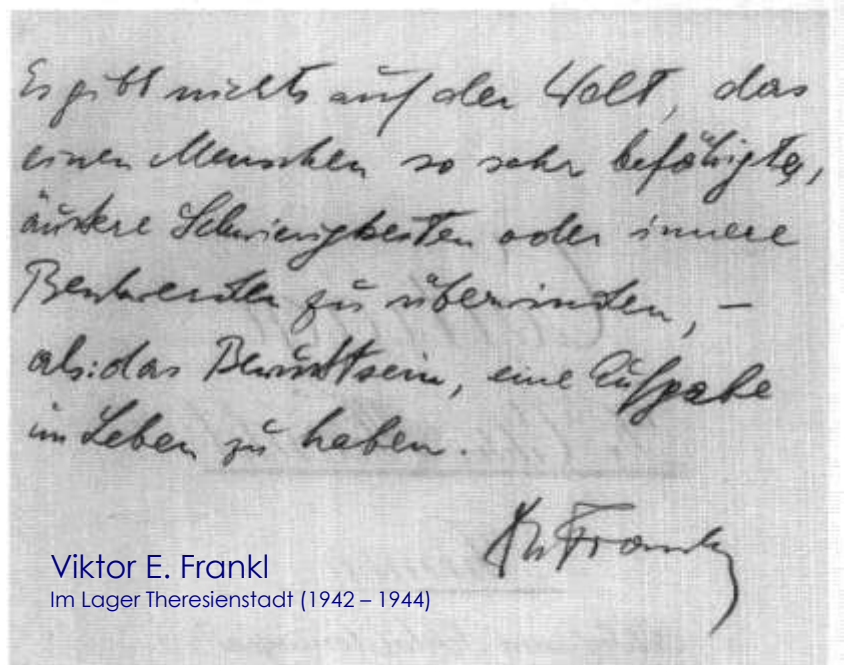 Es gibt nichts auf der Welt, das
einen Menschen so sehr befähigte,
äußere Schwierigkeiten oder innere
Beschwerden zu überwinden, –
als: das Bewußtsein, eine Aufgabe
im Leben zu haben.
Frankl
Viktor E. Frankl
Im Lager Theresienstadt (1942 – 1944)